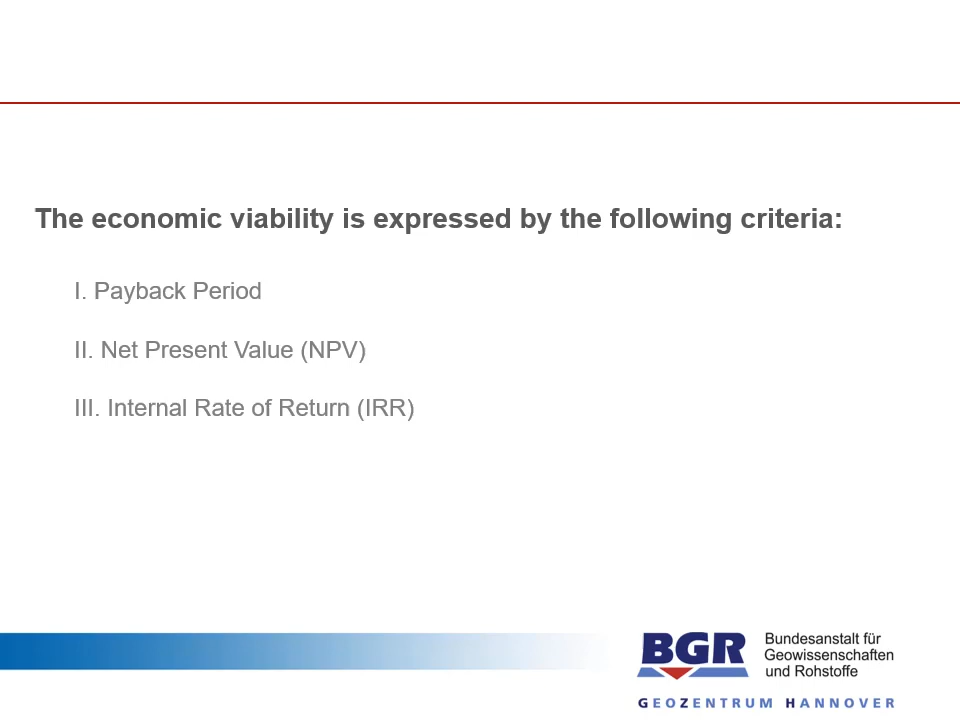 The economic viability is expressed by the following criteria:
I. Payback Period
II. Net Present Value (NPV)
III. Internal Rate of Return (IRR)
BGR
Bundesanstalt für
Geowissenschaften
und Rohstoffe
GEOZENTRUM HANNOVER